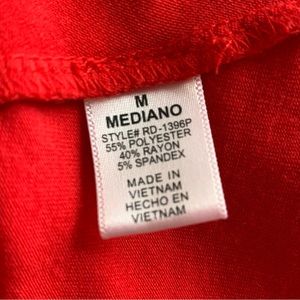 M
MEDIANO
STYLE# RD-1396P
55% POLYESTER
40% RAYON
5% SPANDEX
MADE IN
VIETNAM
HECHO EN
VIETNAM